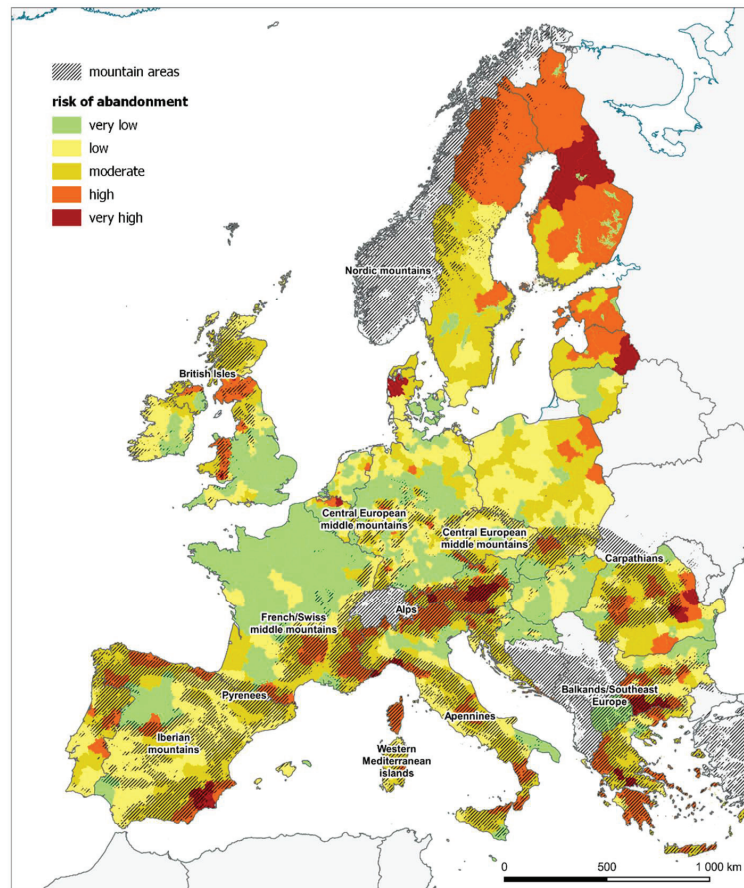 mountain areas
risk of abandonment
very low
low
moderate
high
very high
Nordic mountains
British Isles
Central European
middle mountains
Central European
middle mountains
Carpathians
Alps
French/Swiss
middle mountains
Pyrenees
Balkands/Southeast
Europe
Apennines
Iberian
mountains
Western
Mediterranean
islands
0 500 1 000 km